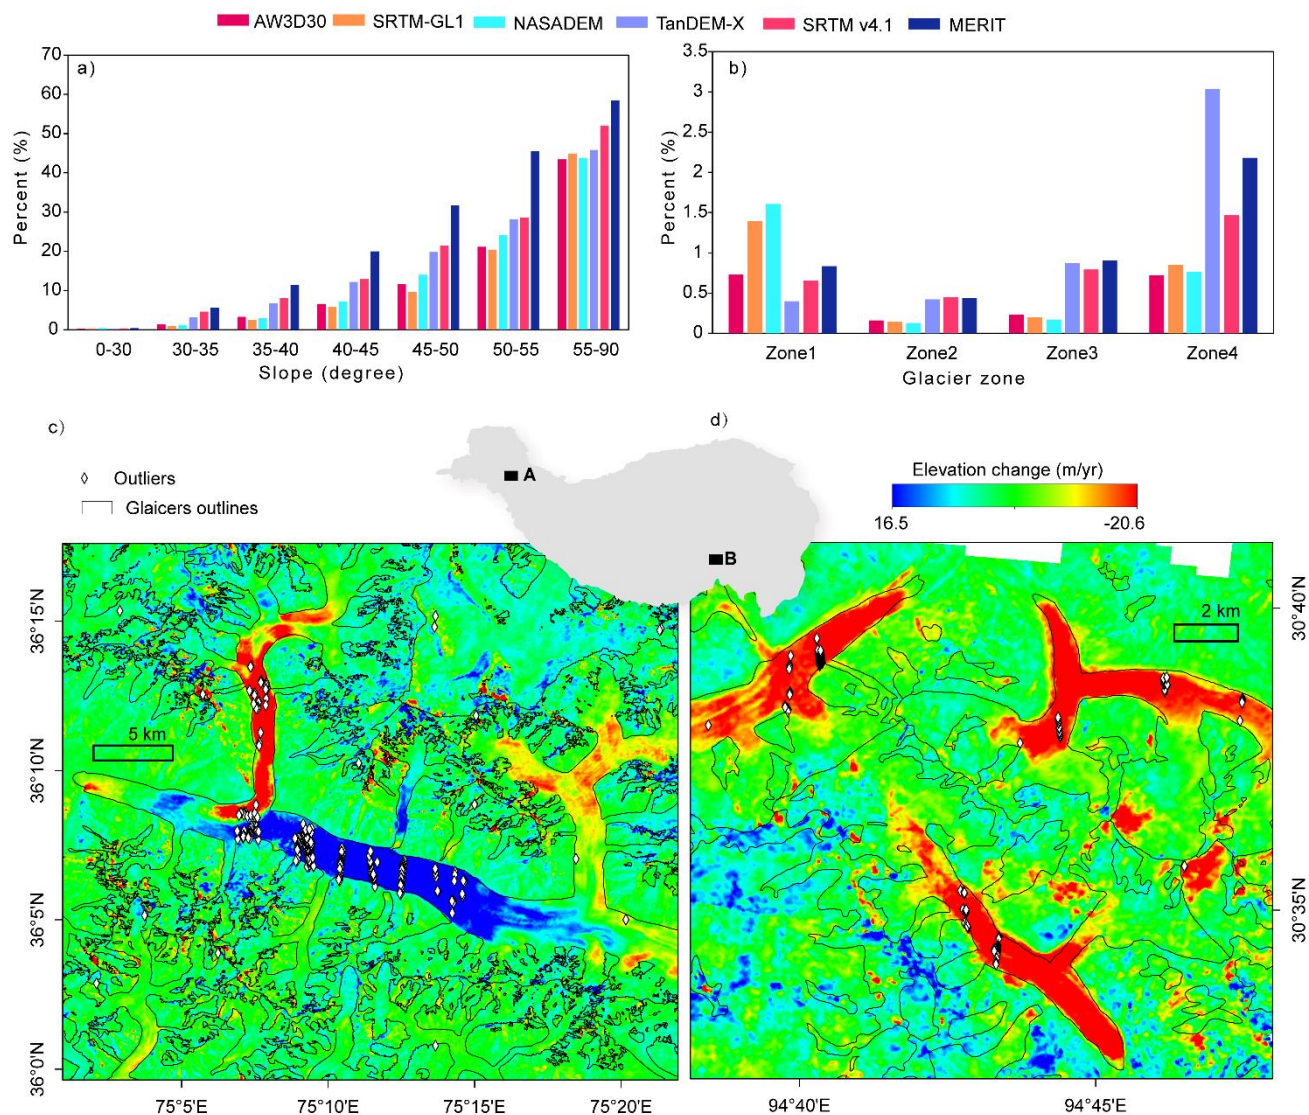 AW3D30 SRTM-GL1 NASADEM TanDEM-X SRTM v4.1 MERIT
a)
Percent (%)
70
60
50
40
30
20
10
0
0-30 30-35 35-40 40-45 45-50 50-55 55-90
Slope (degree)
b)
Percent (%)
3.5
3
2.5
2
1.5
1
0.5
0
Zone1 Zone2 Zone3 Zone4
Glacier zone
c)
Outliers
Glaicers outlines
A
B
d)
Elevation change (m/yr)
16.5 -20.6
36°15'N
36°10'N
36°5'N
36°0'N
5 km
75°5'E 75°10'E 75°15'E 75°20'E
2 km
30°40'N
30°35'N
94°40'E 94°45'E